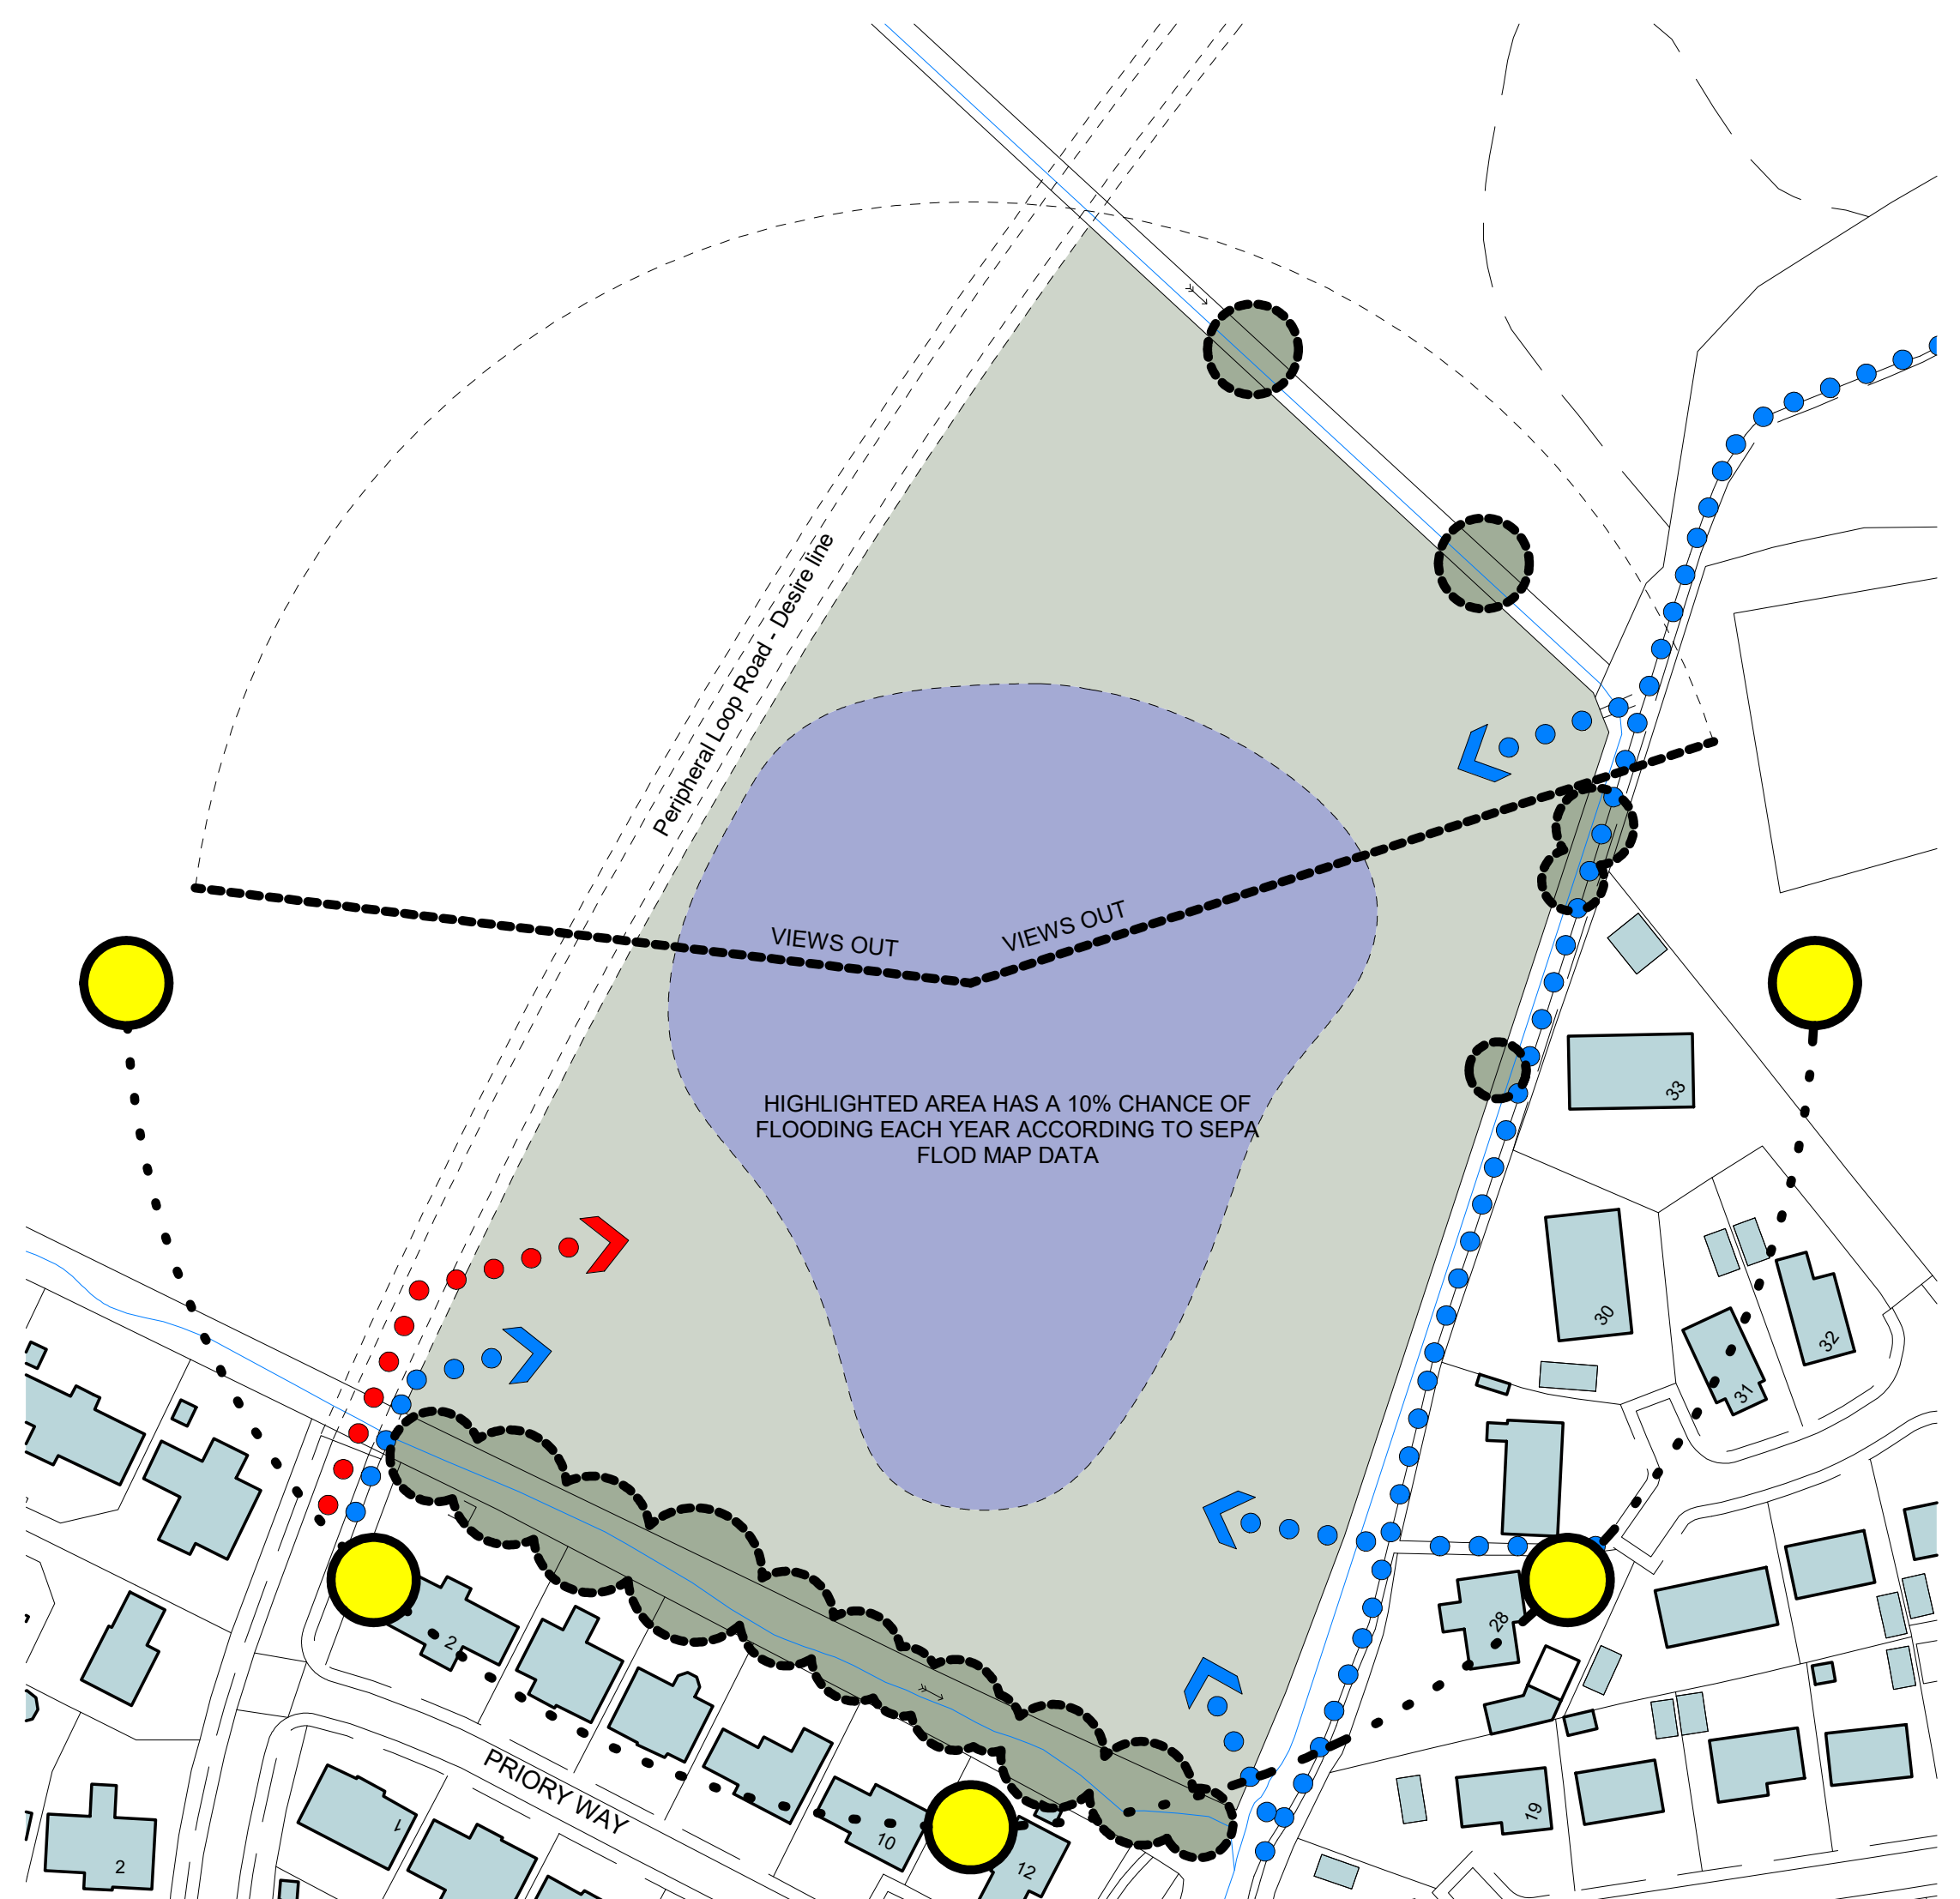 Peripheral Loop Road - Desire line
VIEWS OUT
VIEWS OUT
HIGHLIGHTED AREA HAS A 10% CHANCE OF
FLOODING EACH YEAR ACCORDING TO SEPA
FLOD MAP DATA
33
30
32
31
28
19
2
PRIORY WAY
1
10
12
2